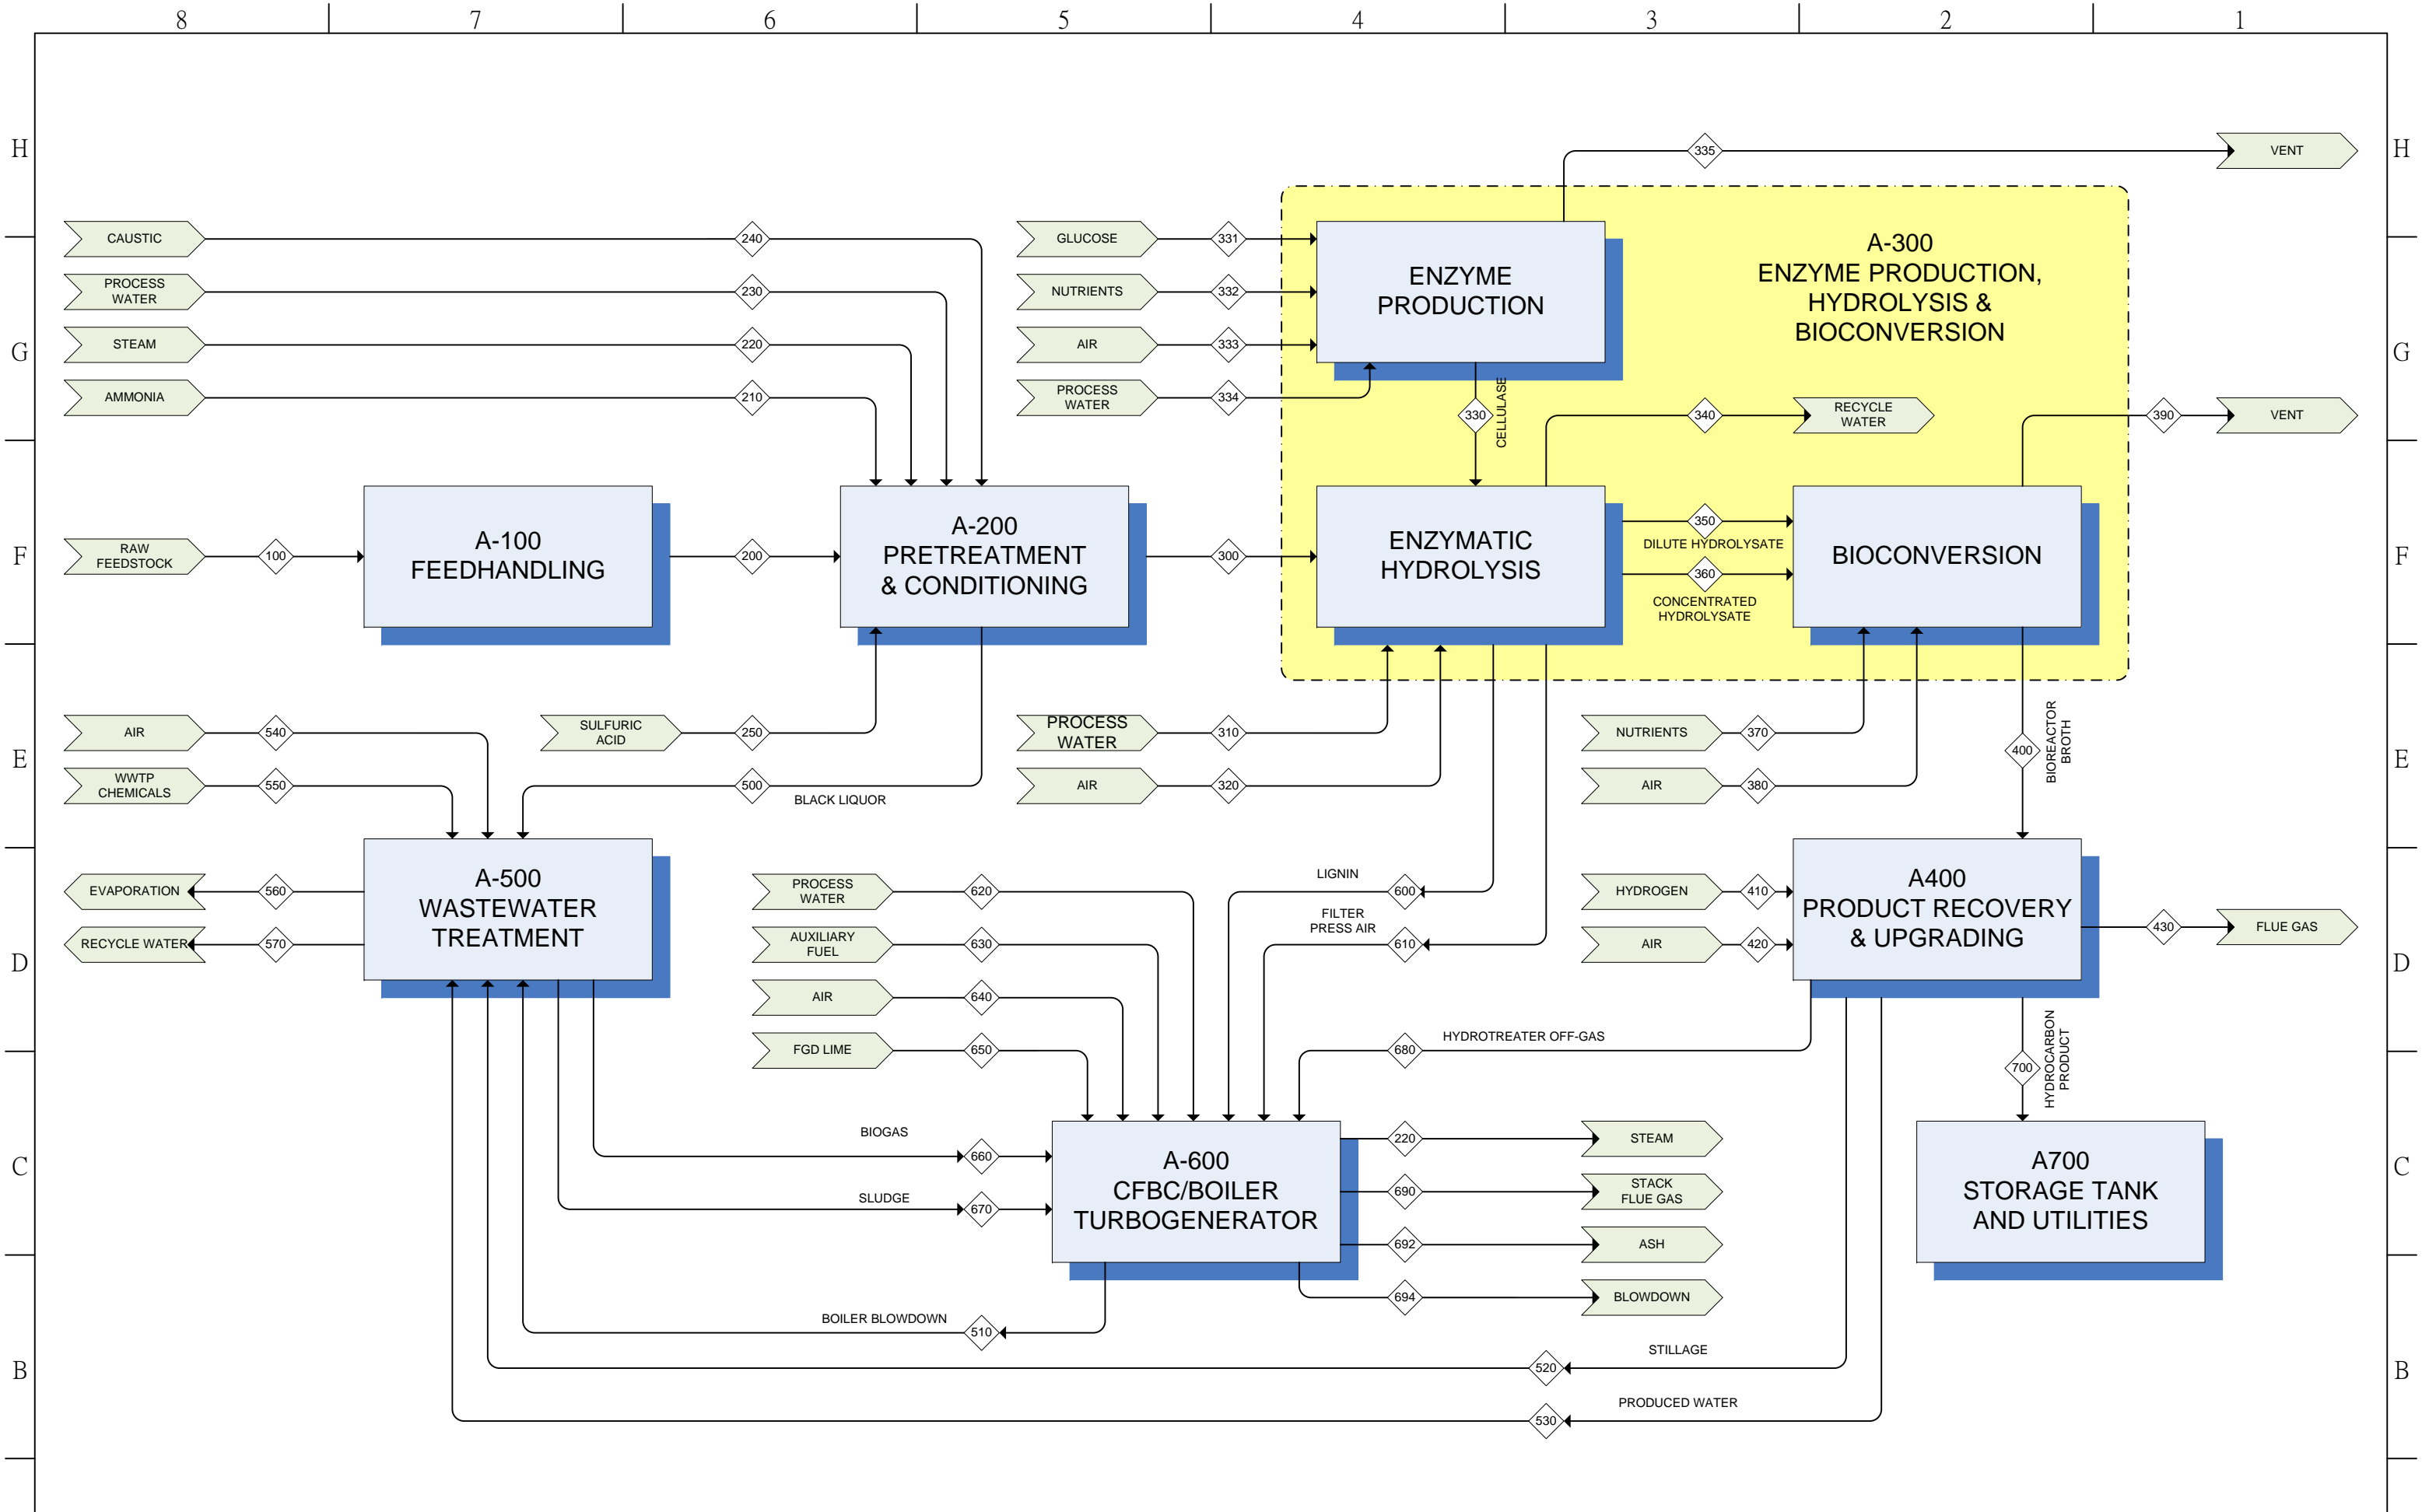 8 7 6 5 4 3 2 1
H
H
335
VENT
CAUSTIC
240
GLUCOSE
331
PROCESS
WATER
230
NUTRIENTS
332
ENZYME
PRODUCTION
A-300
ENZYME PRODUCTION,
HYDROLYSIS &
BIOCONVERSION
G
G
STEAM
220
AIR
333
AMMONIA
210
PROCESS
WATER
334
330
CELLULASE
340
RECYCLE
WATER
390
VENT
F
F
RAW
FEEDSTOCK
100
A-100
FEEDHANDLING
200
A-200
PRETREATMENT
& CONDITIONING
300
ENZYMATIC
HYDROLYSIS
350
DILUTE HYDROLYSATE
360
CONCENTRATED
HYDROLYSATE
BIOCONVERSION
E
E
AIR
540
SULFURIC
ACID
250
PROCESS
WATER
310
NUTRIENTS
370
400
BIOREACTOR
BROTH
WWTP
CHEMICALS
550
500
BLACK LIQUOR
AIR
320
AIR
380
D
D
EVAPORATION
560
RECYCLE WATER
570
A-500
WASTEWATER
TREATMENT
PROCESS
WATER
620
LIGNIN
600
HYDROGEN
410
A400
PRODUCT RECOVERY
& UPGRADING
430
FLUE GAS
AUXILIARY
FUEL
630
FILTER
PRESS AIR
610
AIR
420
AIR
640
FGD LIME
650
HYDROTREATER OFF-GAS
680
700
HYDROCARBON
PRODUCT
C
C
BIOGAS
660
SLUDGE
670
A-600
CFBC/BOILER
TURBOGENERATOR
220
STEAM
690
STACK
FLUE GAS
692
ASH
694
BLOWDOWN
A700
STORAGE TANK
AND UTILITIES
B
B
BOILER BLOWDOWN
510
STILLAGE
520
PRODUCED WATER
530